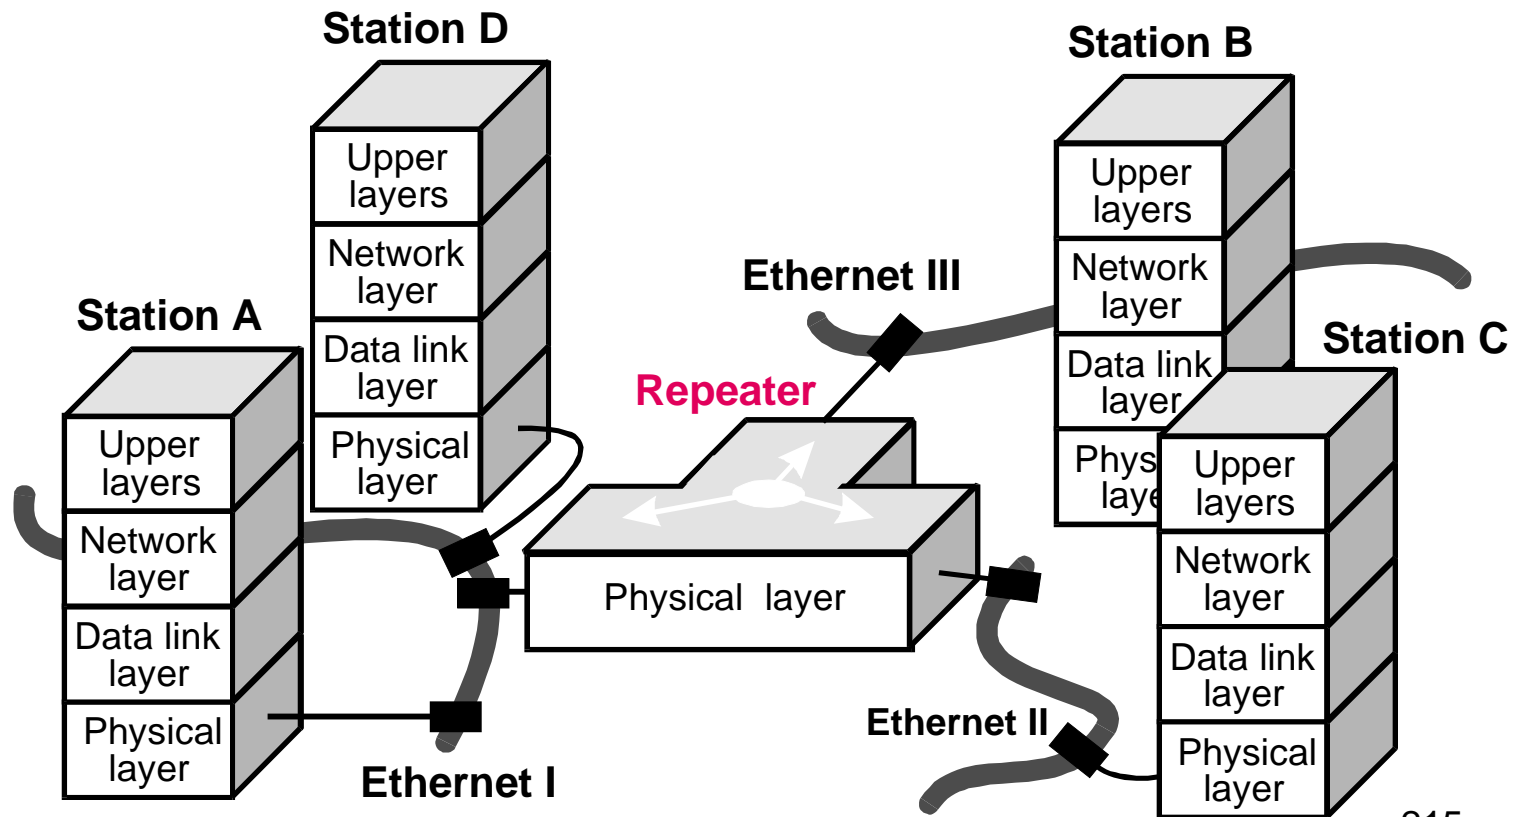 Station D
Upper
layers
Network
layer
Data link
layer
Physical
layer
Station B
Upper
layers
Network
layer
Data link
layer
Station A
Upper
layers
Network
layer
Data link
layer
Physical
layer
Ethernet I
Ethernet III
Repeater
Physical layer
Ethernet II
Station C
Upper
layers
Network
layer
Data link
layer
Physical
layer